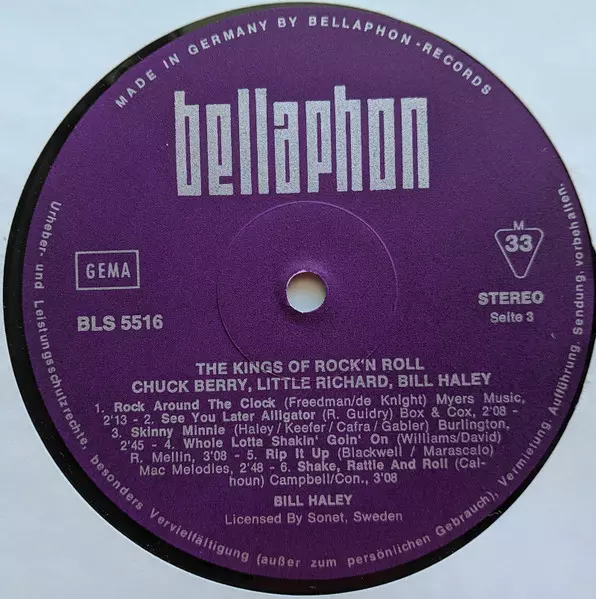 MADE IN GERMANY BY BELLAPHON-RECORDS
bellaphon
GEMA
BLS 5516
M
33
STEREO
Seite 3
THE KINGS OF ROCK'N ROLL
CHUCK BERRY, LITTLE RICHARD, BILL HALEY
1. Rock Around The Clock (Freedman/de Knight) Myers Music,
2'13 - 2. See You Later Alligator (R. Guidry) Box & Cox, 2'08 -
3. Skinny Minnie (Haley/Keefer/Cafra/Gabler) Burlington,
2'45 - 4. Whole Lotta Shakin' Goin' On (Williams/David)
R. Mellin, 3'08 - 5. Rip It Up (Blackwell / Marascalo)
Mac Melodies, 2'48 - 6. Shake, Rattle And Roll (Cal-
houn) Campbell/Con., 3'08
BILL HALEY
Licensed By Sonet, Sweden
Urheber- und Leistungsschutzrechte, besonders Vervielfältigung (außer zum persönlichen Gebrauch), Vermietung, Aufführung, Sendung, vorbehalten.